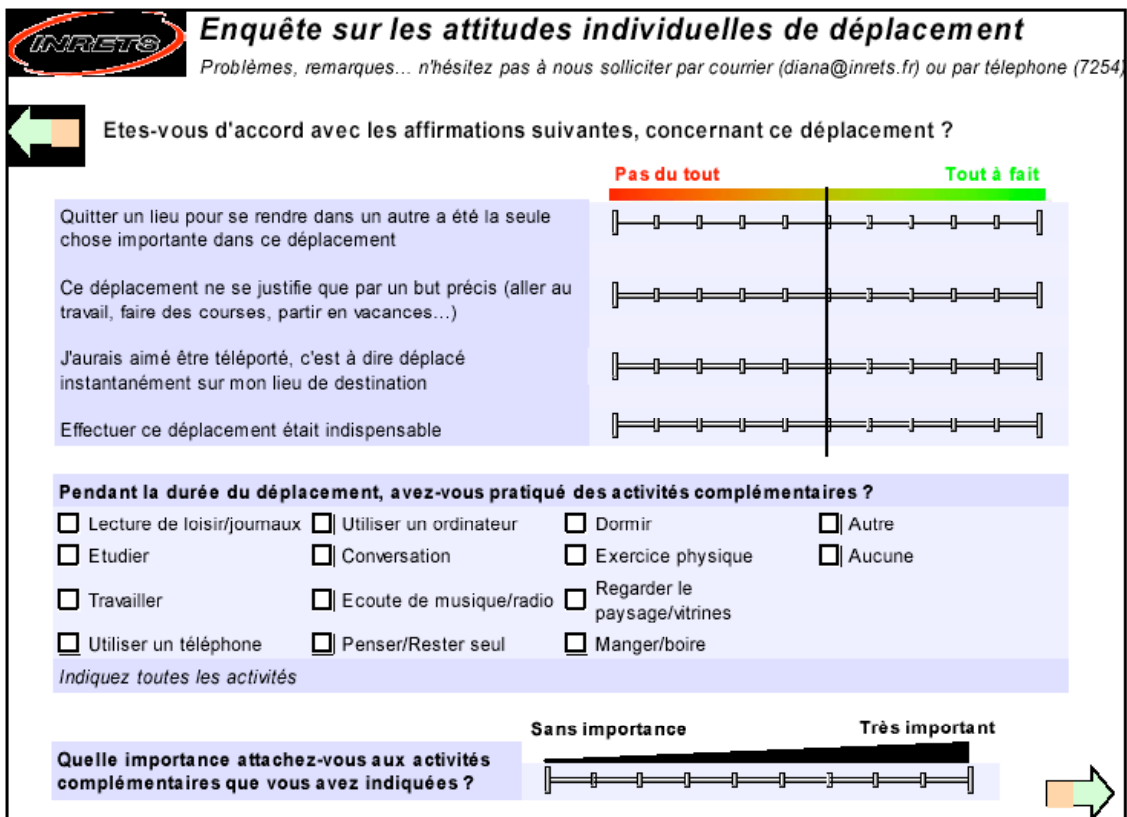 INRETS
Enquête sur les attitudes individuelles de déplacement
Problèmes, remarques... n'hésitez pas à nous solliciter par courrier (diana@inrets.fr) ou par télephone (7254)
Etes-vous d'accord avec les affirmations suivantes, concernant ce déplacement ?
Pas du tout Tout à fait
Quitter un lieu pour se rendre dans un autre a été la seule
chose importante dans ce déplacement
Ce déplacement ne se justifie que par un but précis (aller au
travail, faire des courses, partir en vacances...)
J'aurais aimé être téléporté, c'est à dire déplacé
instantanément sur mon lieu de destination
Effectuer ce déplacement était indispensable
Pendant la durée du déplacement, avez-vous pratiqué des activités complémentaires ?
Lecture de loisir/journaux Utiliser un ordinateur Dormir Autre
Etudier Conversation Exercice physique Aucune
Travailler Ecoute de musique/radio Regarder le
paysage/vitrines
Utiliser un téléphone Penser/Rester seul Manger/boire
Indiquez toutes les activités
Sans importance Très important
Quelle importance attachez-vous aux activités
complémentaires que vous avez indiquées ?